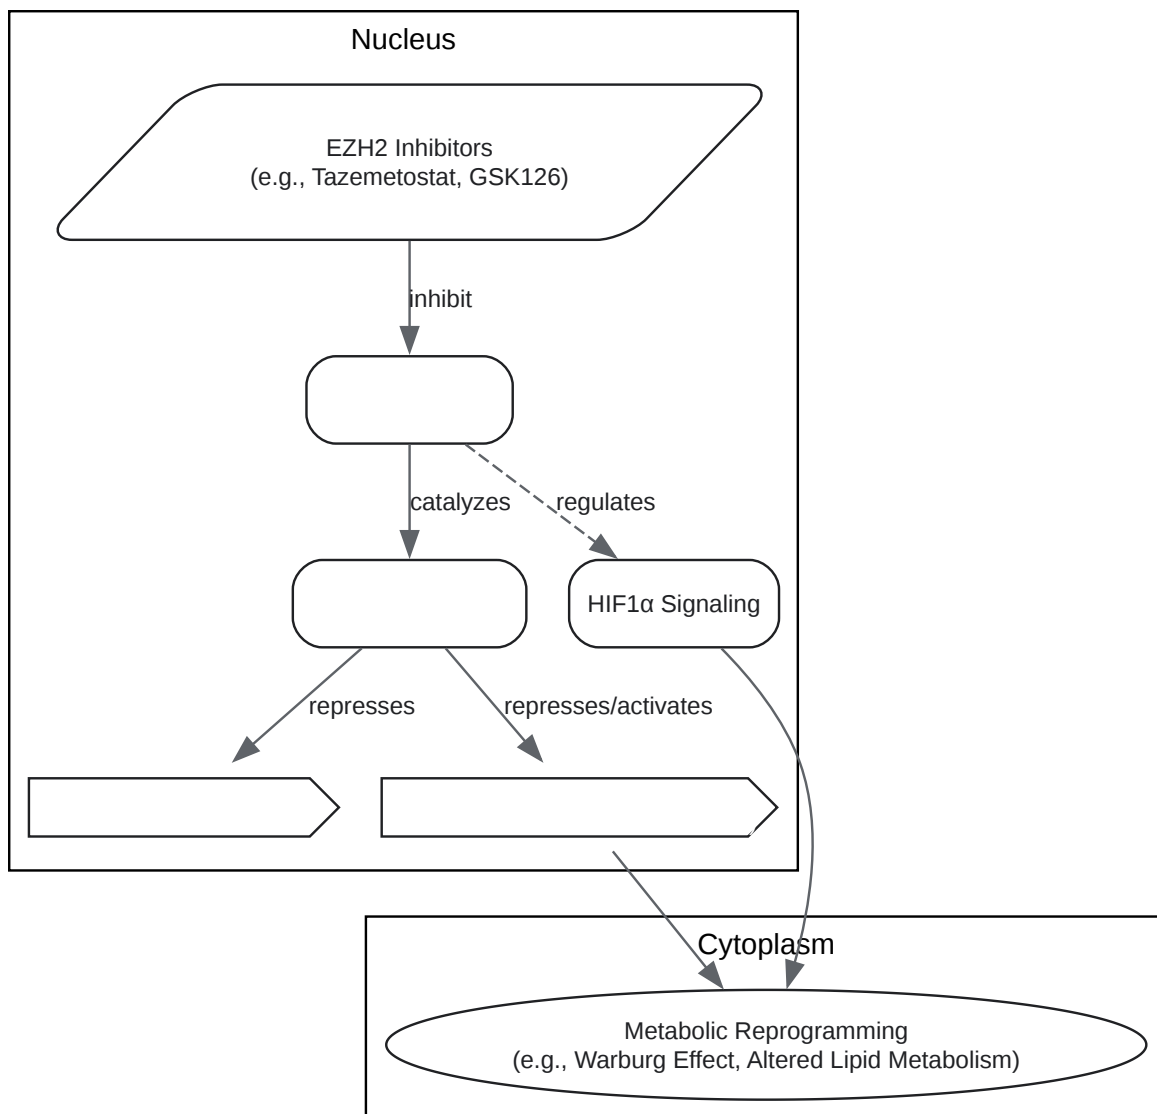 Nucleus
EZH2 Inhibitors
(e.g., Tazemetostat, GSK126)
inhibit
catalyzes
regulates
HIF1α Signaling
represses
represses/activates
Cytoplasm
Metabolic Reprogramming
(e.g., Warburg Effect, Altered Lipid Metabolism)